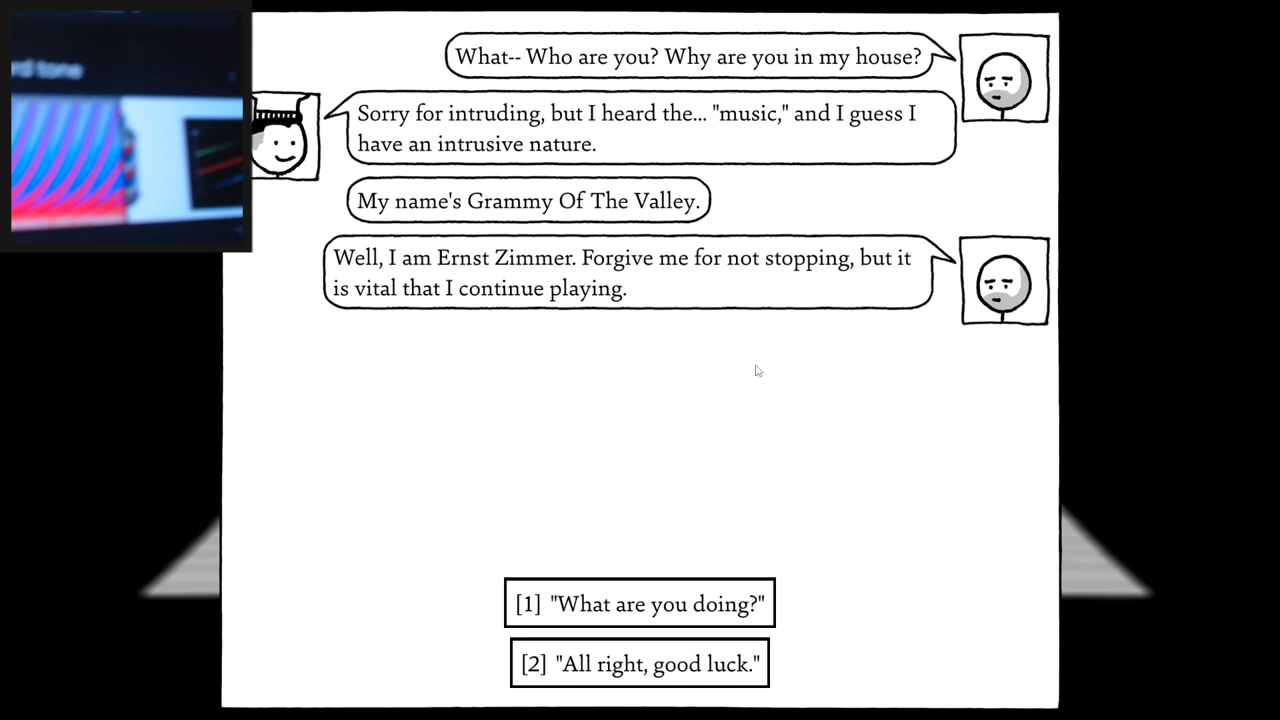 tone
What-- Who are you? Why are you in my house?
Sorry for intruding, but I heard the... "music," and I guess I
have an intrusive nature.
My name's Grammy Of The Valley.
Well, I am Ernst Zimmer. Forgive me for not stopping, but it
is vital that I continue playing.
[1] "What are you doing?"
[2] "All right, good luck."